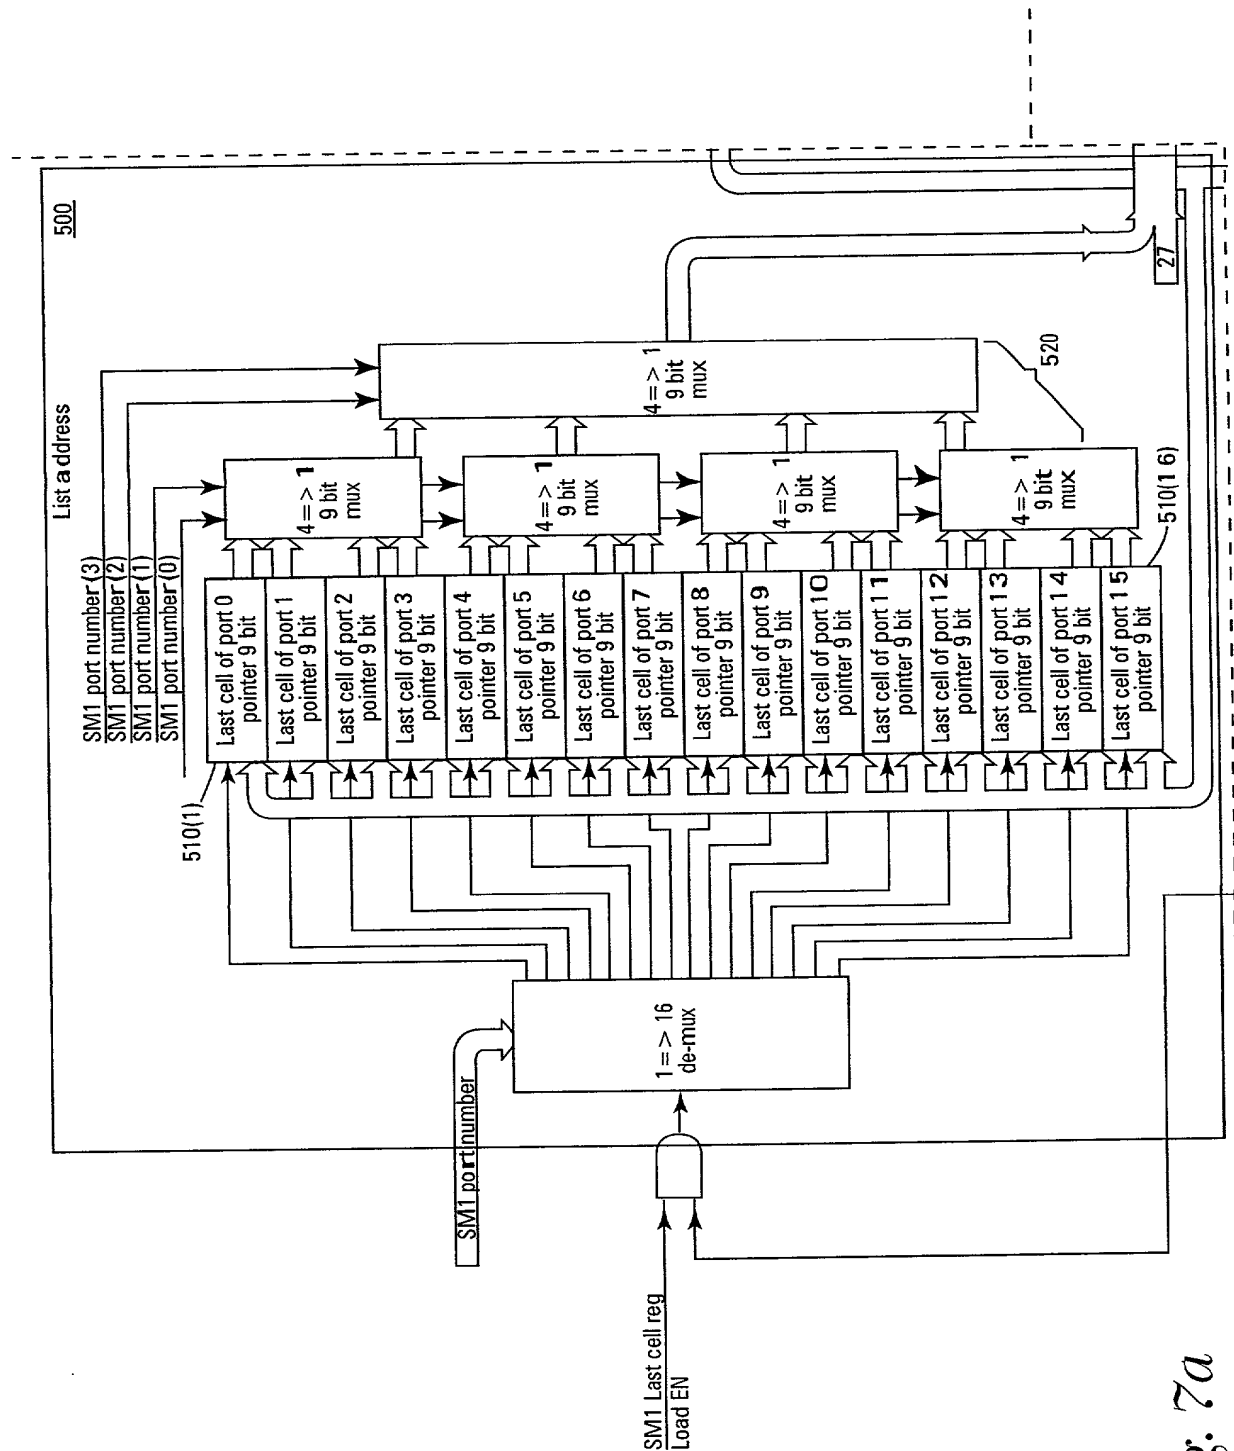 500
List a ddress
SM1 port number(3)
SM1 port number(2)
SM1 port number(1)
SM1 port number(0)
510(1)
Last cell of port 0
pointer 9 bit
Last cell of port 1
pointer 9 bit
Last cell of port 2
pointer 9 bit
Last cell of port 3
pointer 9 bit
Last cell of port 4
pointer 9 bit
Last cell of port 5
pointer 9 bit
Last cell of port 6
pointer 9 bit
Last cell of port 7
pointer 9 bit
Last cell of port 8
pointer 9 bit
Last cell of port 9
pointer 9 bit
Last cell of port 10
pointer 9 bit
Last cell of port 11
pointer 9 bit
Last cell of port 12
pointer 9 bit
Last cell of port 13
pointer 9 bit
Last cell of port 14
pointer 9 bit
Last cell of port 15
pointer 9 bit
510(1 6)
4=> 1
9 bit
mux
4=> 1
9 bit
mux
4=> 1
9 bit
mux
4=> 1
9 bit
mux
4=> 1
9 bit
mux
520
27
SM1 port number
1=> 16
de-mux
SM1 Last cell reg
Load EN
7a